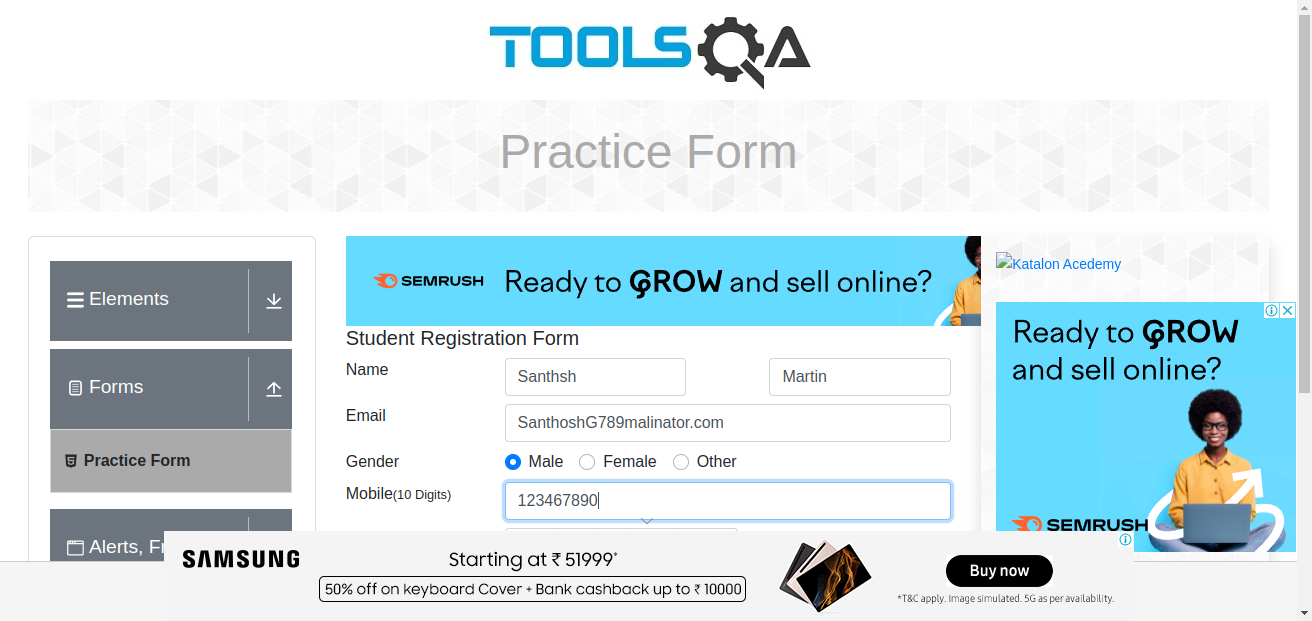 TOOLSQA
Practice Form
Elements
Forms
Practice Form
Alerts, Fr
SEMRUSH Ready to GROW and sell online?
Student Registration Form
Name Santhsh Martin
Email SanthoshG789malinator.com
Gender Male Female Other
Mobile(10 Digits) 123467890
Katalon Acedemy
Ready to GROW
and sell online?
SEMRUSH
SAMSUNG
Starting at ₹ 51999*
50% off on keyboard Cover + Bank cashback up to ₹ 10000
Buy now
*T&C apply. Image simulated. 5G as per availability.